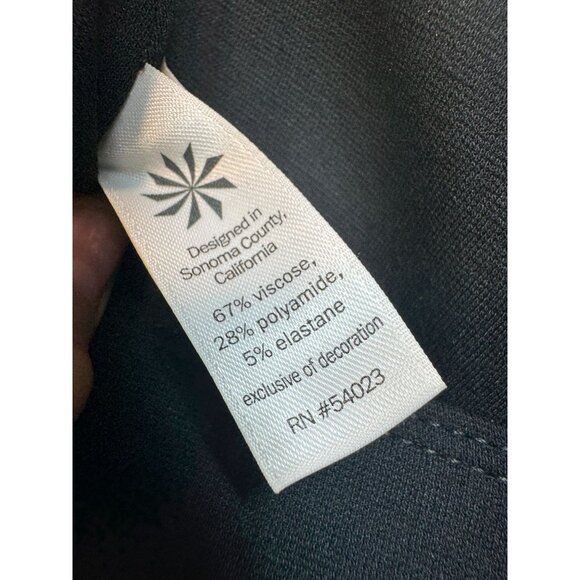 Designed in
Sonoma County,
California
67% viscose,
28% polyamide,
5% elastane
exclusive of decoration
RN #54023